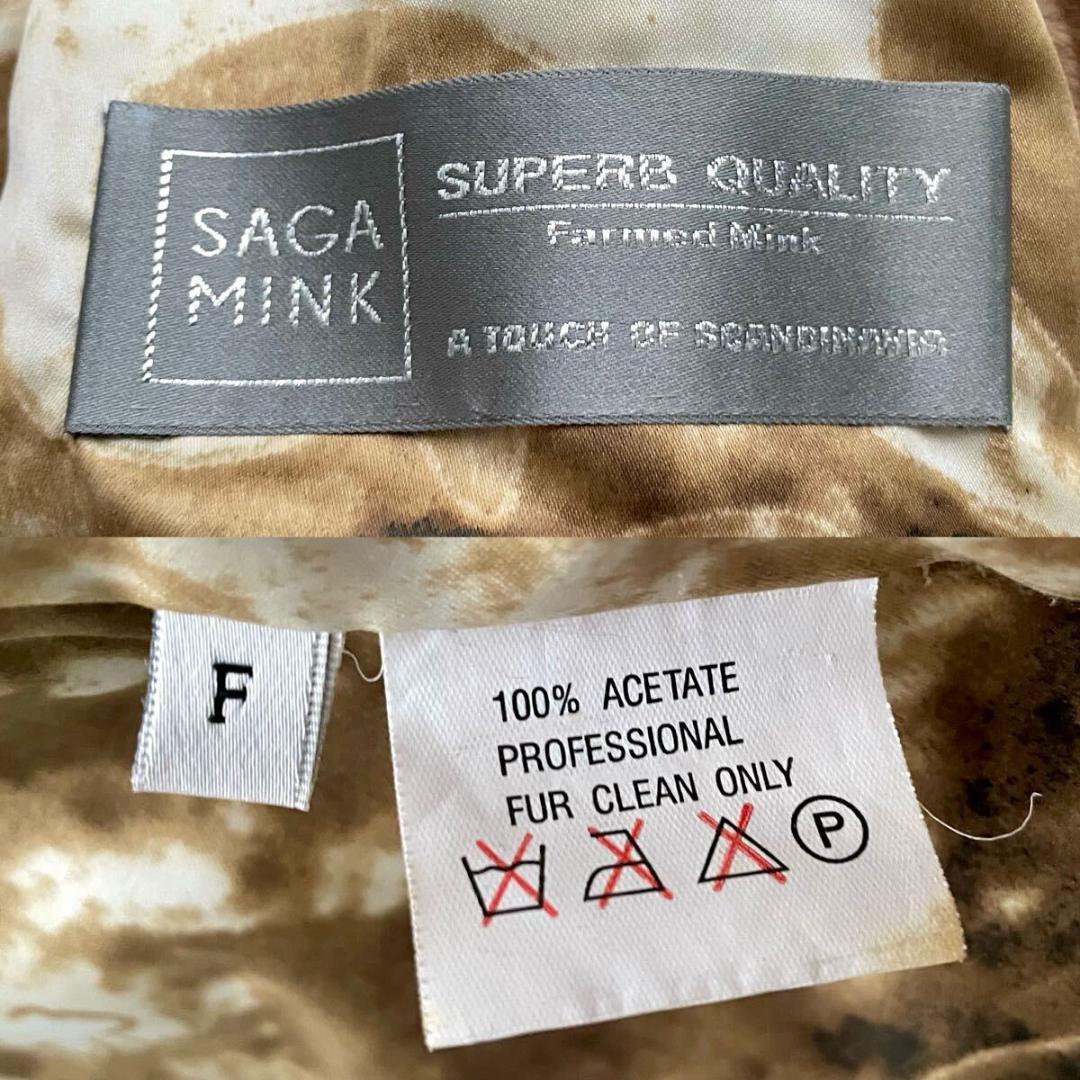 SAGA
MINK
SUPERB QUALITY
Farmed Mink
A TOUCH OF SCANDINAVIA
F
100% ACETATE
PROFESSIONAL
FUR CLEAN ONLY
P